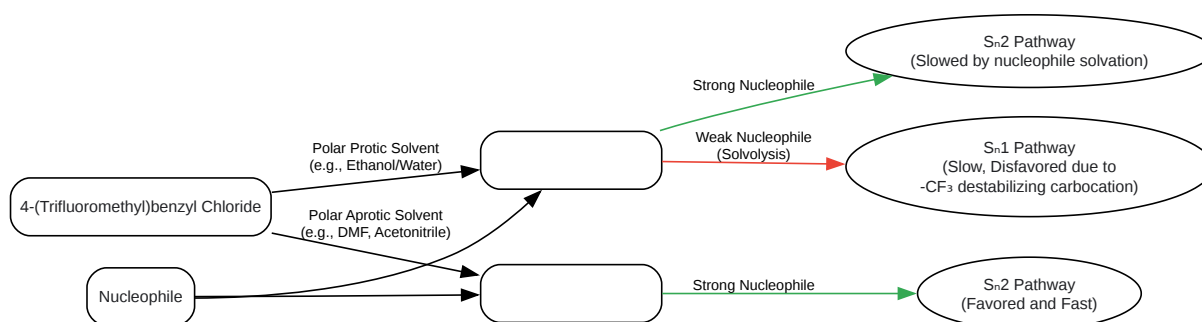 Sₙ2 Pathway
(Slowed by nucleophile solvation)
Strong Nucleophile
Weak Nucleophile
(Solvolysis)
Sₙ1 Pathway
(Slow, Disfavored due to
-CF₃ destabilizing carbocation)
Polar Protic Solvent
(e.g., Ethanol/Water)
4-(Trifluoromethyl)benzyl Chloride
Polar Aprotic Solvent
(e.g., DMF, Acetonitrile)
Nucleophile
Strong Nucleophile
Sₙ2 Pathway
(Favored and Fast)